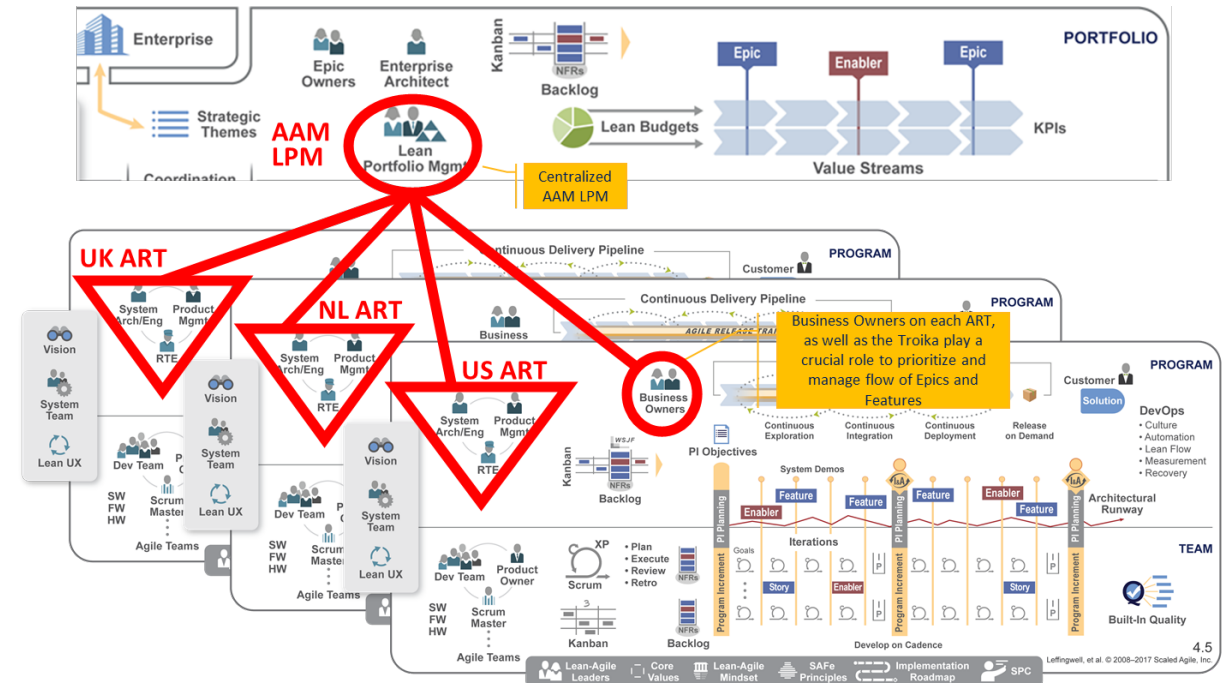 Enterprise
Strategic
Themes
Coordination
Epic
Owners
Enterprise
Architect
AAM
LPM
Lean
Portfolio Mgmt
Centralized
AAM LPM
Kanban
NFRs
Backlog
Lean Budgets
Epic
Enabler
Epic
Value Streams
KPIs
PORTFOLIO
UK ART
Continuous Delivery Pipeline
Customer
PROGRAM
System
Arch/Eng
Product
Mgmt
RTE
Vision
System
Team
Lean UX
Dev Team
SW
FW
HW
Scrum
Master
Agile Teams
NL ART
Business
Continuous Delivery Pipeline
PROGRAM
System
Arch/Eng
Product
Mgmt
RTE
Vision
System
Team
Lean UX
Dev Team
SW
FW
HW
Scrum
Master
Agile Teams
US ART
System
Arch/Eng
Product
Mgmt
RTE
Vision
System
Team
Lean UX
Business
Owners
Business Owners on each ART,
as well as the Troika play a
crucial role to prioritize and
manage flow of Epics and
Features
PROGRAM
Customer
Solution
DevOps
• Culture
• Automation
• Lean Flow
• Measurement
• Recovery
Continuous
Exploration
Continuous
Integration
Continuous
Deployment
Release
on Demand
Kanban
WSJF
NFRs
Backlog
PI Objectives
System Demos
Enabler
Feature
Feature
Feature
Enabler
Feature
Architectural
Runway
PI Planning
PI Planning
PI Planning
I&A
I&A
Iterations
TEAM
Dev Team
Product
Owner
SW
FW
HW
Scrum
Master
Agile Teams
XP
Scrum
• Plan
• Execute
• Review
• Retro
3
Kanban
NFRs
NFRs
Backlog
Program Increment
Goals
Story
Enabler
I P
I P
Program Increment
Story
I P
I P
Program Increment
Develop on Cadence
Built-In Quality
4.5
Leffingwell, et al. © 2008–2017 Scaled Agile, Inc.
Lean-Agile
Leaders
Core
Values
Lean-Agile
Mindset
SAFe
Principles
Implementation
Roadmap
SPC